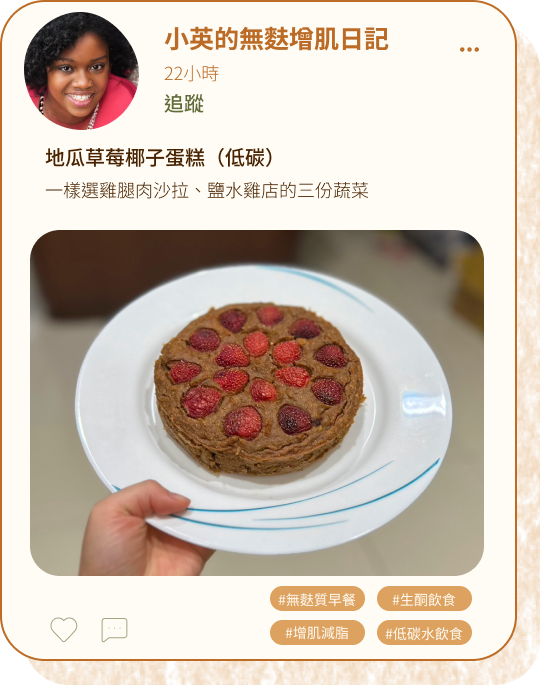 小英的無麩增肌日記
22小時
追蹤
地瓜草莓椰子蛋糕（低碳）
一樣選雞腿肉沙拉、鹽水雞店的三份蔬菜
#無麩質早餐
#生酮飲食
#增肌減脂
#低碳水飲食